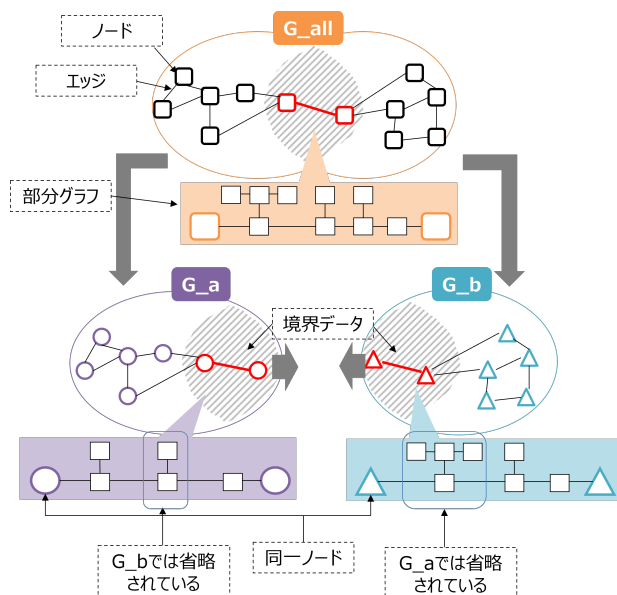 G_all
ノード
エッジ
部分グラフ
G_a
G_b
境界データ
G_bでは省略
されている
同一ノード
G_aでは省略
されている